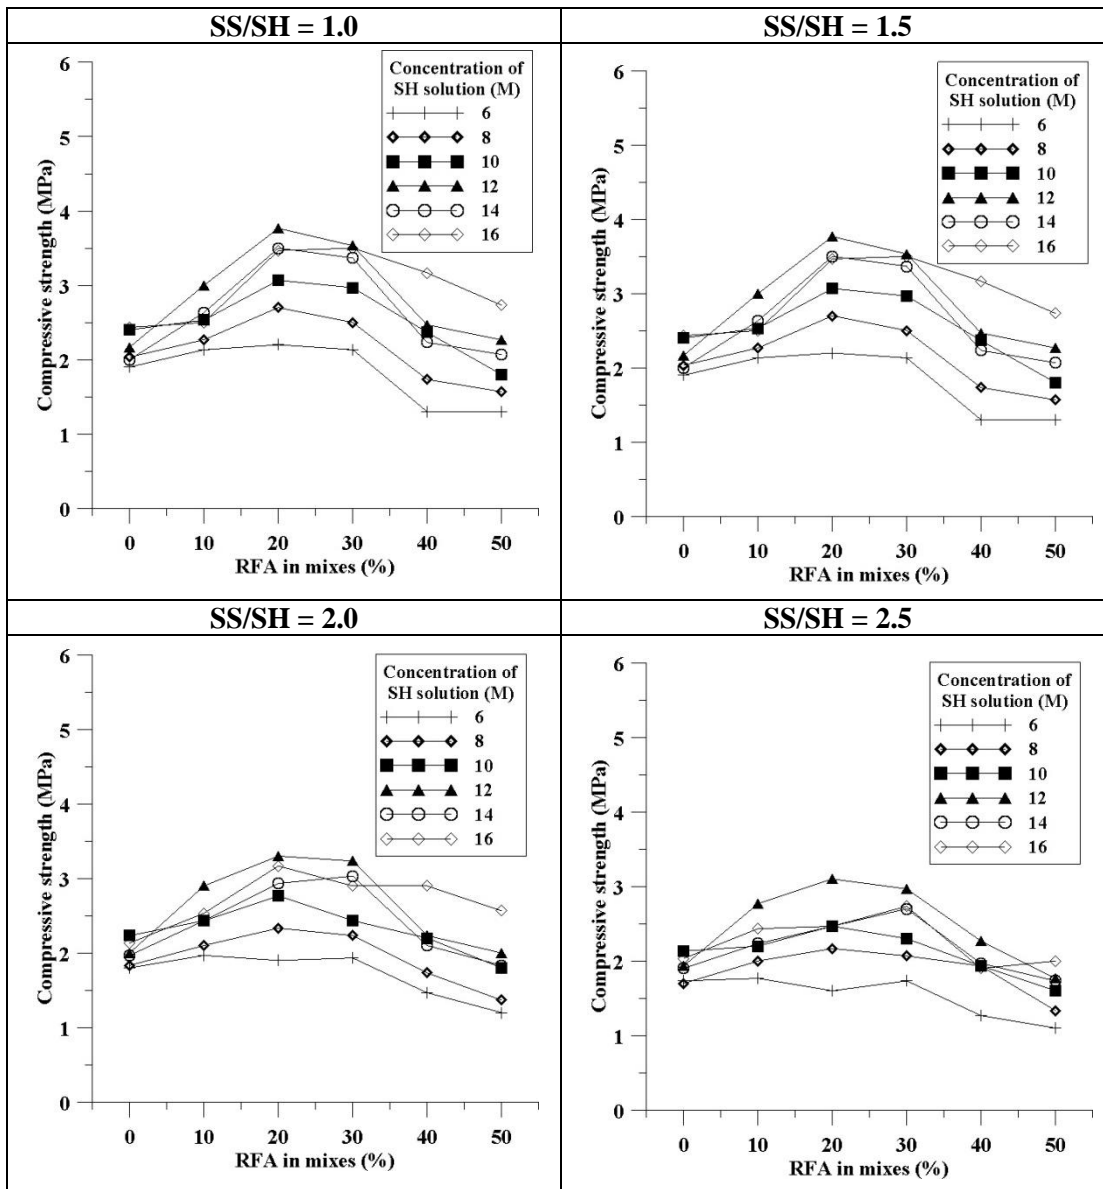 SS/SH = 1.0
SS/SH = 1.5
Compressive strength (MPa)
6
5
4
3
2
1
0
0 10 20 30 40 50
RFA in mixes (%)
Concentration of
SH solution (M)
6
8
10
12
14
16
Compressive strength (MPa)
6
5
4
3
2
1
0
0 10 20 30 40 50
RFA in mixes (%)
Concentration of
SH solution (M)
6
8
10
12
14
16
SS/SH = 2.0
SS/SH = 2.5
Compressive strength (MPa)
6
5
4
3
2
1
0
0 10 20 30 40 50
RFA in mixes (%)
Concentration of
SH solution (M)
6
8
10
12
14
16
Compressive strength (MPa)
6
5
4
3
2
1
0
0 10 20 30 40 50
RFA in mixes (%)
Concentration of
SH solution (M)
6
8
10
12
14
16